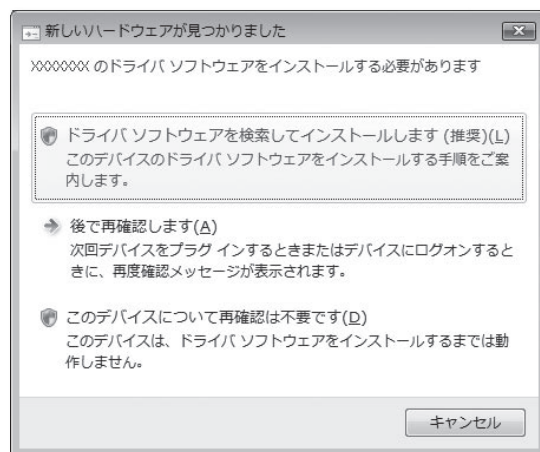 新しいハードウェアが見つかりました
XXXXXXXX のドライバ ソフトウェアをインストールする必要があります
ドライバ ソフトウェアを検索してインストールします (推奨)(L)
このデバイスのドライバ ソフトウェアをインストールする手順をご案
内します。
後で再確認します(A)
次回デバイスをプラグ インするときまたはデバイスにログオンすると
きに、再度確認メッセージが表示されます。
このデバイスについて再確認は不要です(D)
このデバイスは、ドライバ ソフトウェアをインストールするまでは動
作しません。
キャンセル